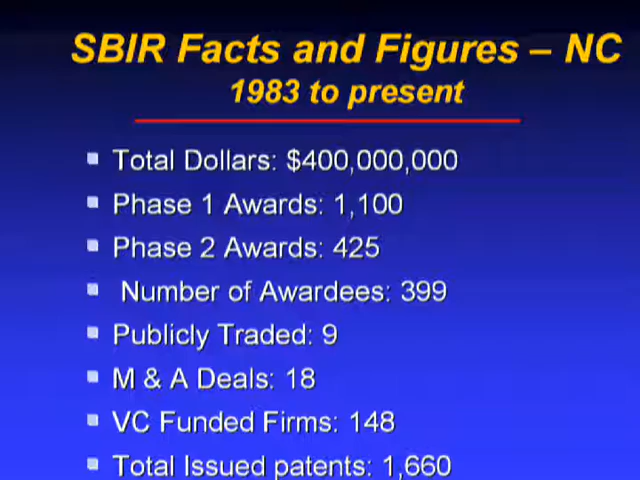 SBIR Facts and Figures – NC
1983 to present
Total Dollars: $400,000,000
Phase 1 Awards: 1,100
Phase 2 Awards: 425
Number of Awardees: 399
Publicly Traded: 9
M & A Deals: 18
VC Funded Firms: 148
Total Issued patents: 1,660